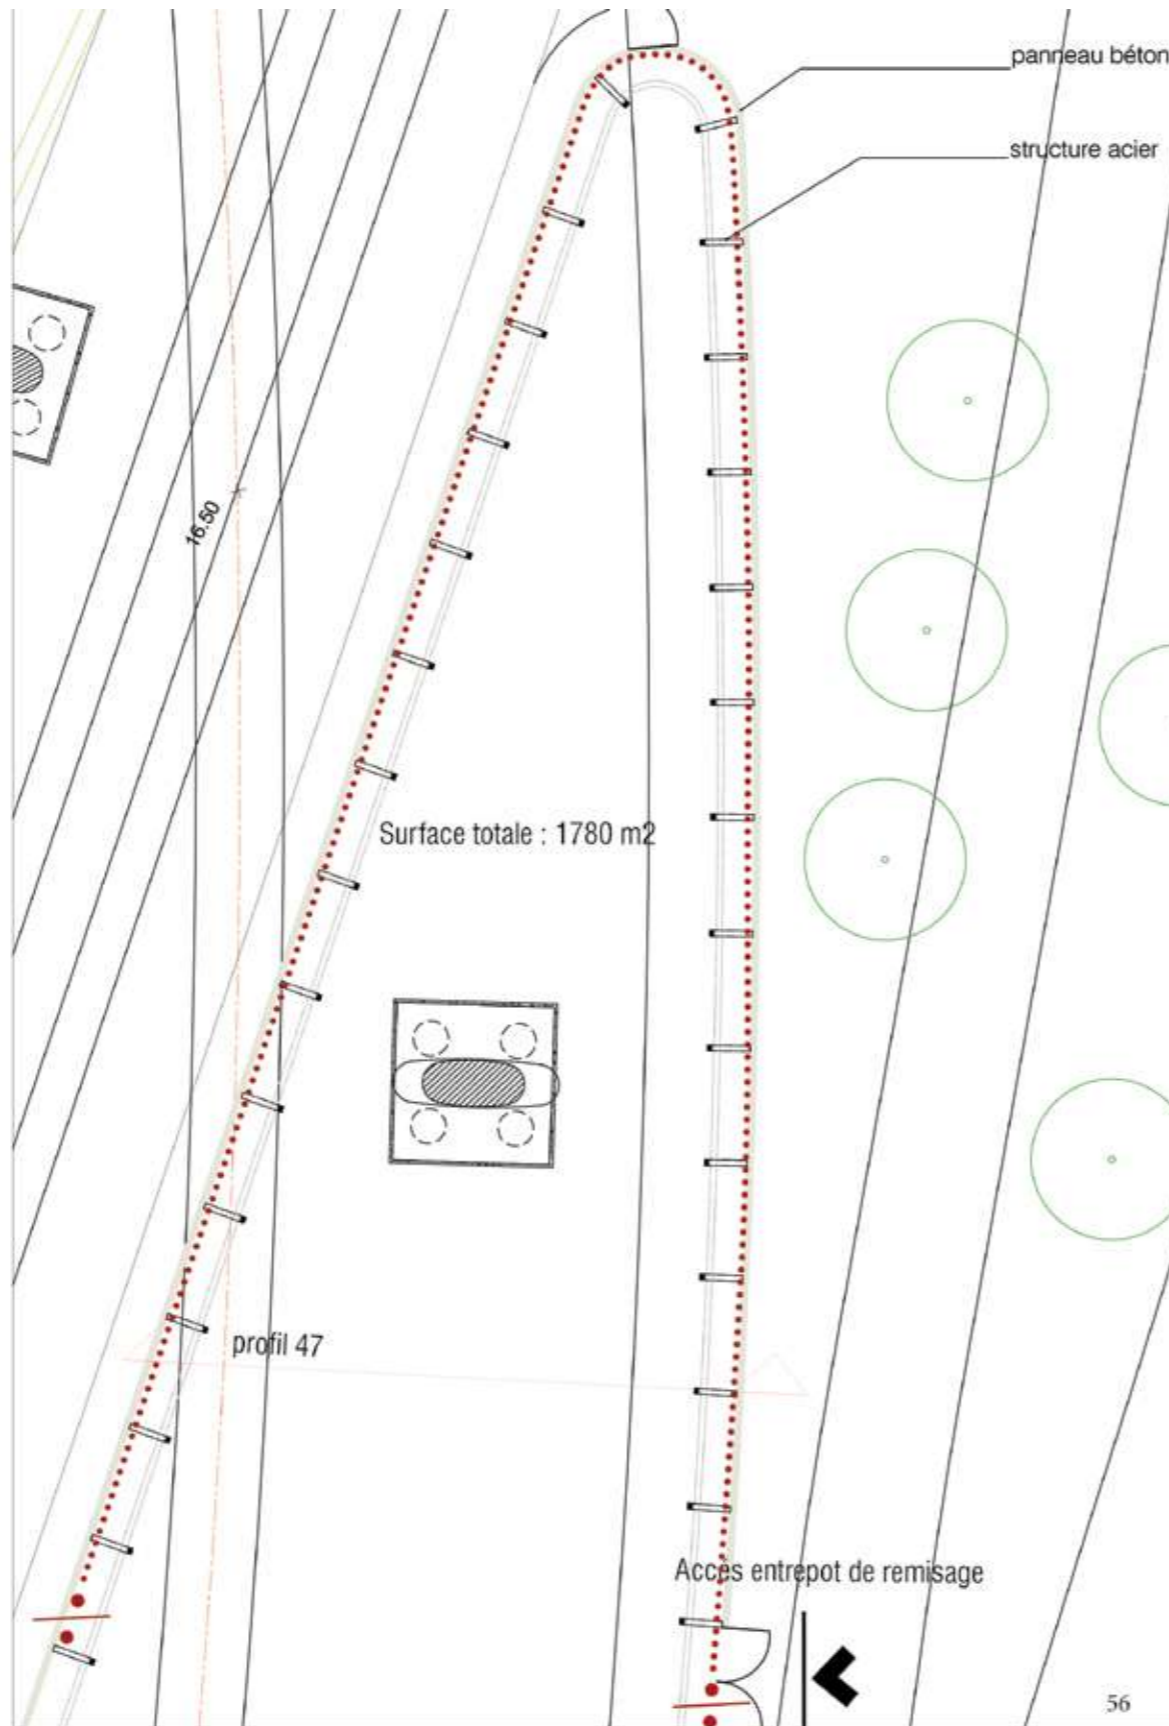 panneau béton
structure acier
16.50
Surface totale : 1780 m2
profil 47
Accès entrepot de remisage
56